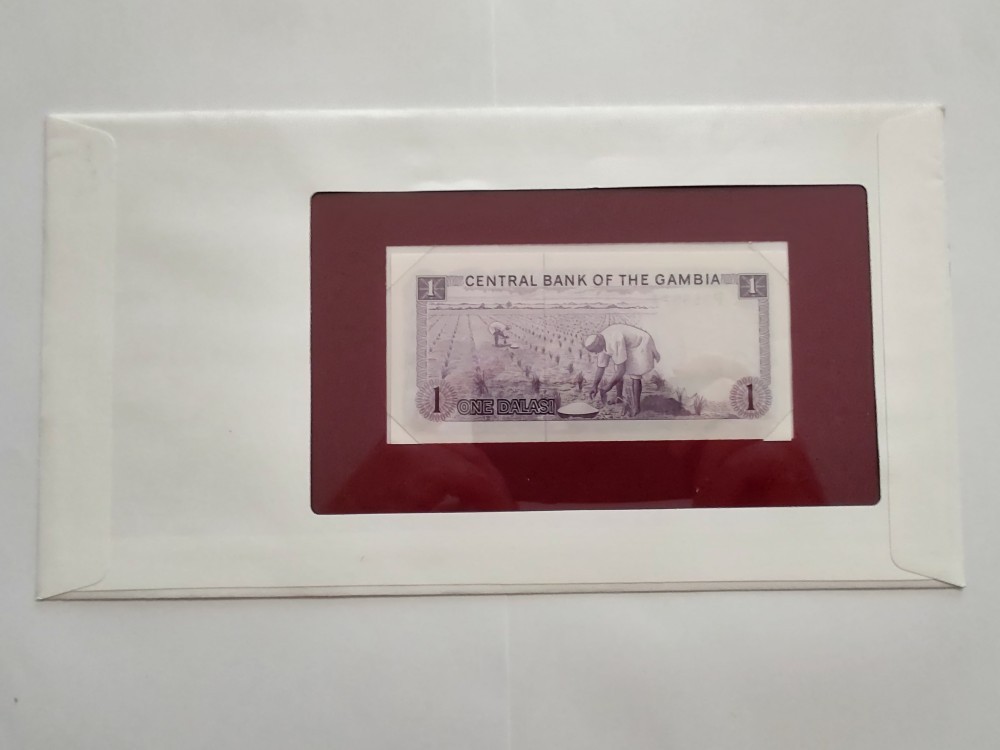 1 CENTRAL BANK OF THE GAMBIA 1
1 ONE DALASI 1